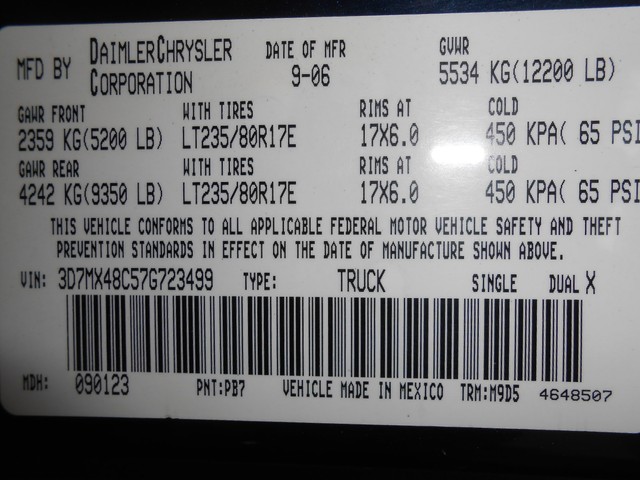 MFD BY DAIMLERCHRYSLER CORPORATION DATE OF MFR 9-06 GVWR 5534 KG(12200 LB)
GAWR FRONT WITH TIRES RIMS AT COLD
2359 KG(5200 LB) LT235/80R17E 17X6.0 450 KPA( 65 PSI
GAWR REAR WITH TIRES RIMS AT COLD
4242 KG(9350 LB) LT235/80R17E 17X6.0 450 KPA( 65 PSI
THIS VEHICLE CONFORMS TO ALL APPLICABLE FEDERAL MOTOR VEHICLE SAFETY AND THEFT
PREVENTION STANDARDS IN EFFECT ON THE DATE OF MANUFACTURE SHOWN ABOVE.
VIN: 3D7MX48C57G723499 TYPE: TRUCK SINGLE DUAL X
MDH: 090123 PNT:PB7 VEHICLE MADE IN MEXICO TRM:M9D5 4648507